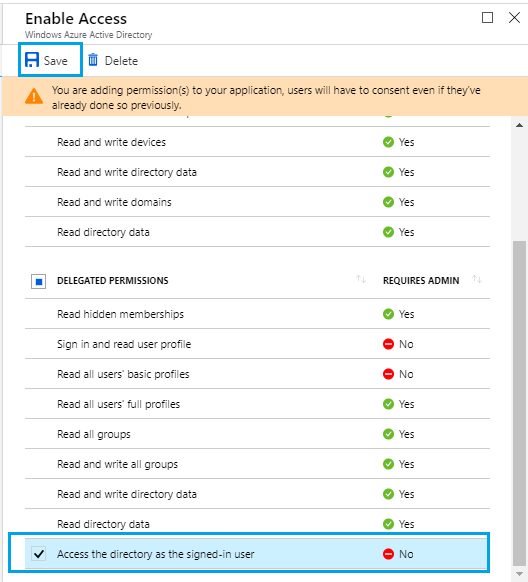 Enable Access
Windows Azure Active Directory
Save Delete
You are adding permission(s) to your application, users will have to consent even if they've
already done so previously.
Read and write devices Yes
Read and write directory data Yes
Read and write domains Yes
Read directory data Yes
DELEGATED PERMISSIONS REQUIRES ADMIN
Read hidden memberships Yes
Sign in and read user profile No
Read all users' basic profiles No
Read all users' full profiles Yes
Read all groups Yes
Read and write all groups Yes
Read and write directory data Yes
Read directory data Yes
Access the directory as the signed-in user No